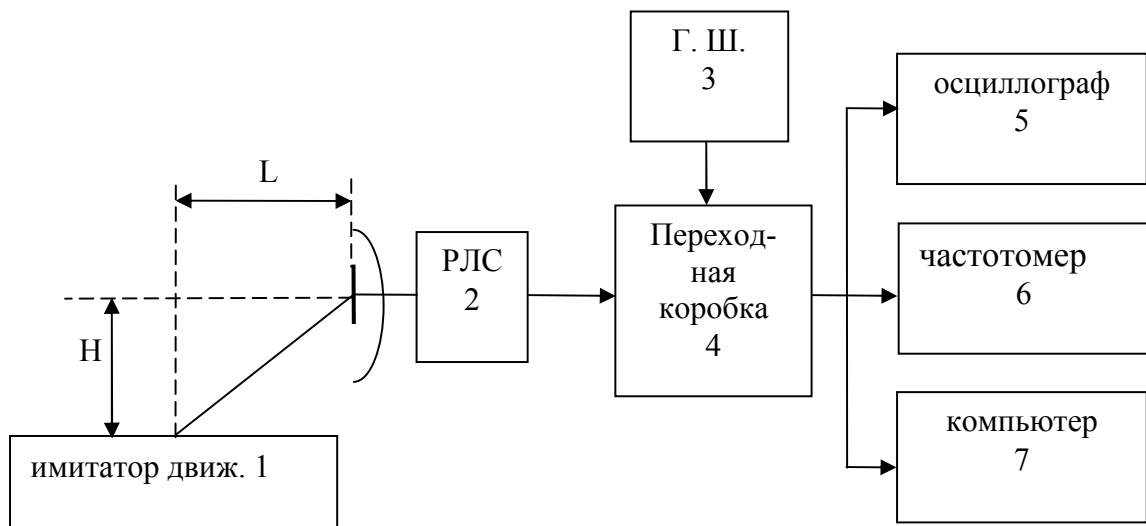 Г. Ш.
3
осциллограф
5
L
РЛС
2
Переход-
ная
коробка
4
частотомер
6
H
имитатор движ. 1
компьютер
7